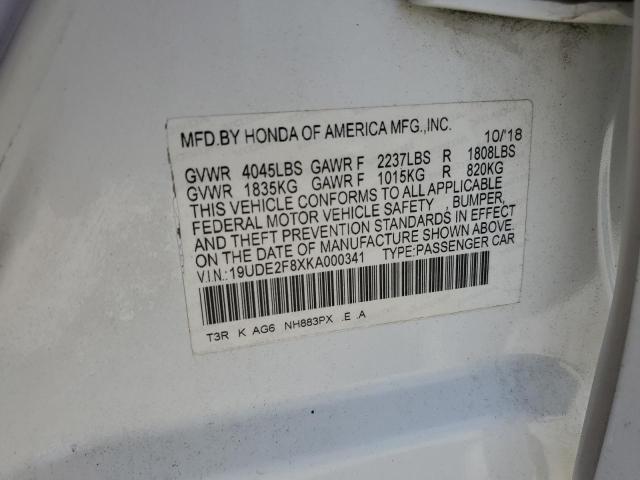 MFD.BY HONDA OF AMERICA MFG.,INC. 10/'18
GVWR 4045LBS GAWR F 2237LBS R 1808LBS
GVWR 1835KG GAWR F 1015KG R 820KG
THIS VEHICLE CONFORMS TO ALL APPLICABLE
FEDERAL MOTOR VEHICLE SAFETY , BUMPER,
AND THEFT PREVENTION STANDARDS IN EFFECT
ON THE DATE OF MANUFACTURE SHOWN ABOVE.
V.I.N.:19UDE2F8XKA000341 TYPE:PASSENGER CAR
T3R K AG6 NH883PX .E .A